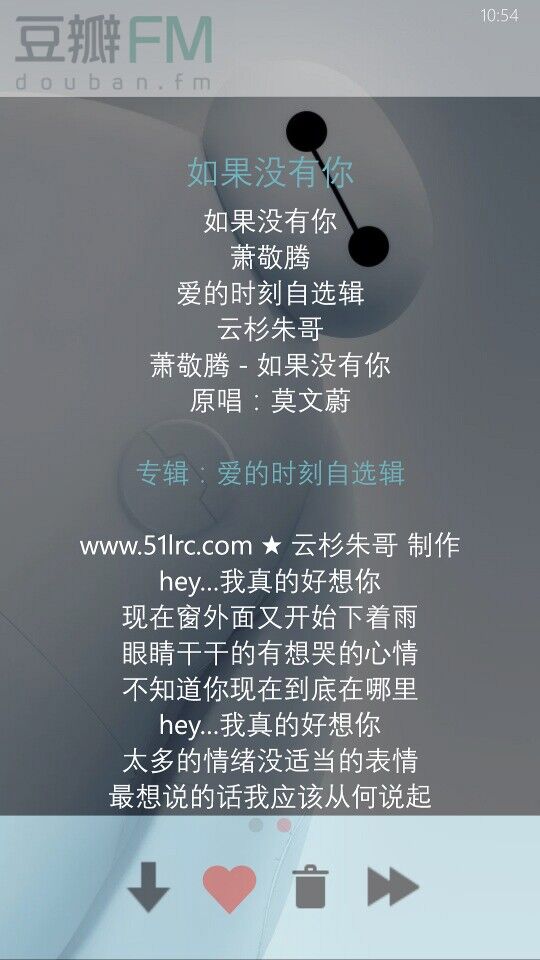 豆瓣FM
douban.fm
10:54
如果没有你
如果没有你
萧敬腾
爱的时刻自选辑
云杉朱哥
萧敬腾 - 如果没有你
原唱：莫文蔚
专辑：爱的时刻自选辑
www.51lrc.com ★ 云杉朱哥 制作
hey...我真的好想你
现在窗外面又开始下着雨
眼睛干干的有想哭的心情
不知道你现在到底在哪里
hey...我真的好想你
太多的情绪没适当的表情
最想说的话我应该从何说起